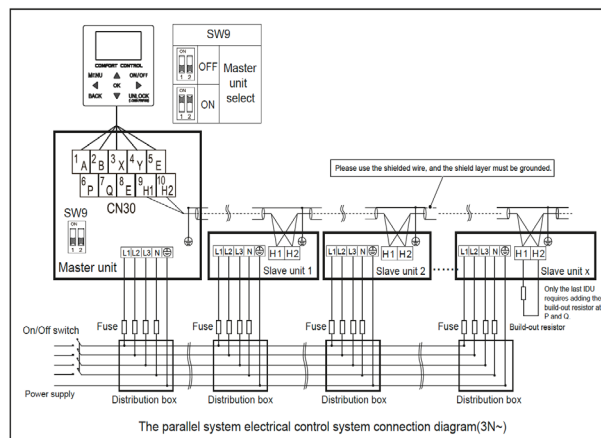 SW9
ON
1 2
OFF
Master
unit
select
ON
1 2
ON
COMFORT CONTROL
MENU
ON/OFF
OK
BACK
UNLOCK
1 A
2 B
3 X
4 Y
5 E
6 P
7 Q
8 E
9 H1
10 H2
CN30
SW9
ON
1 2
Master unit
L1 L2 L3 N
Please use the shielded wire, and the shield layer must be grounded.
H1 H2
L1 L2 L3 N
Slave unit 1
H1 H2
L1 L2 L3 N
Slave unit 2
H1 H2
L1 L2 L3 N
Slave unit x
Only the last IDU
requires adding the
build-out resistor at
P and Q
Build-out resistor
Fuse
Fuse
Fuse
Fuse
On/Off switch
Power supply
Distribution box
Distribution box
Distribution box
Distribution box
The parallel system electrical control system connection diagram(3N~)